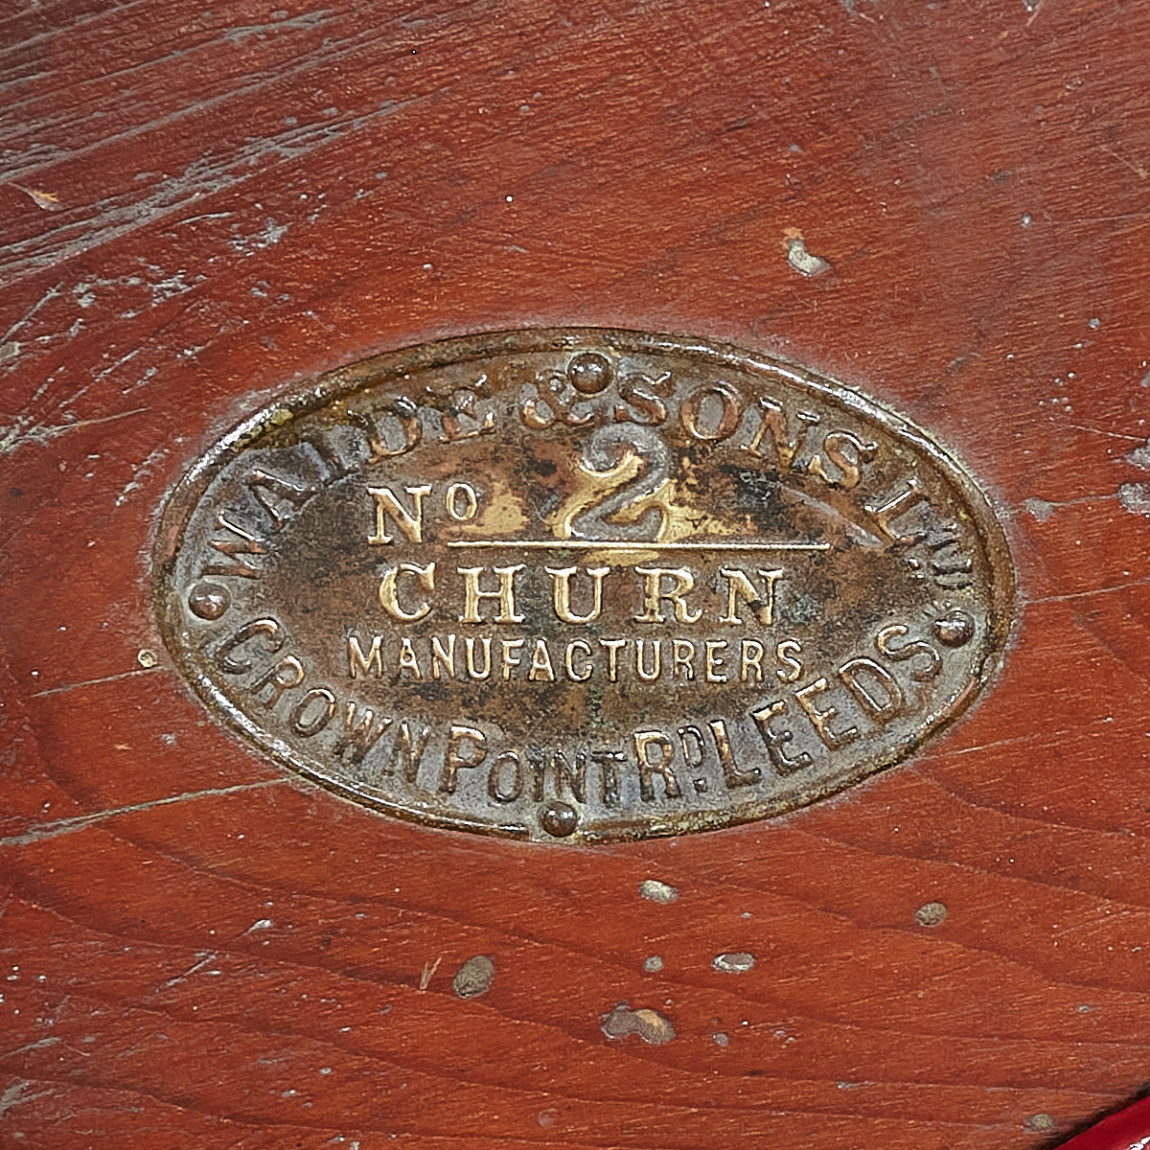 WAIDE & SONS LTD
No 2
CHURN
MANUFACTURERS
CROWN POINT RD LEEDS